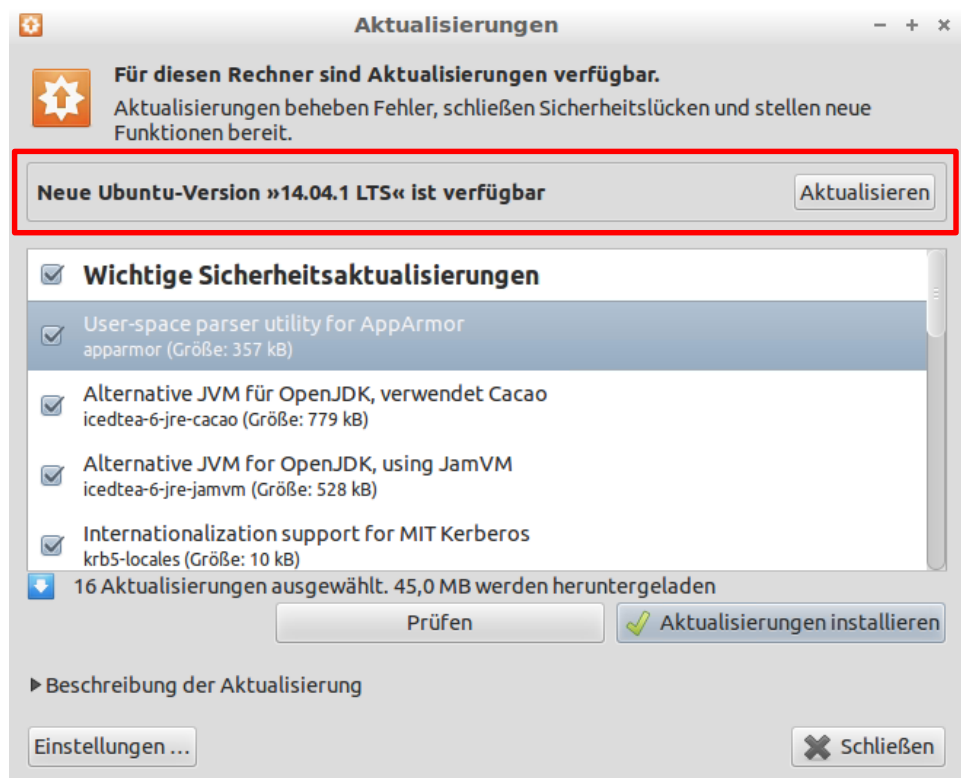 Aktualisierungen
Für diesen Rechner sind Aktualisierungen verfügbar.
Aktualisierungen beheben Fehler, schließen Sicherheitslücken und stellen neue
Funktionen bereit.
Neue Ubuntu-Version »14.04.1 LTS« ist verfügbar
Aktualisieren
Wichtige Sicherheitsaktualisierungen
User-space parser utility for AppArmor
apparmor (Größe: 357 kB)
Alternative JVM für OpenJDK, verwendet Cacao
icedtea-6-jre-cacao (Größe: 779 kB)
Alternative JVM for OpenJDK, using JamVM
icedtea-6-jre-jamvm (Größe: 528 kB)
Internationalization support for MIT Kerberos
krb5-locales (Größe: 10 kB)
16 Aktualisierungen ausgewählt. 45,0 MB werden heruntergeladen
Prüfen
Aktualisierungen installieren
Beschreibung der Aktualisierung
Einstellungen ...
Schließen